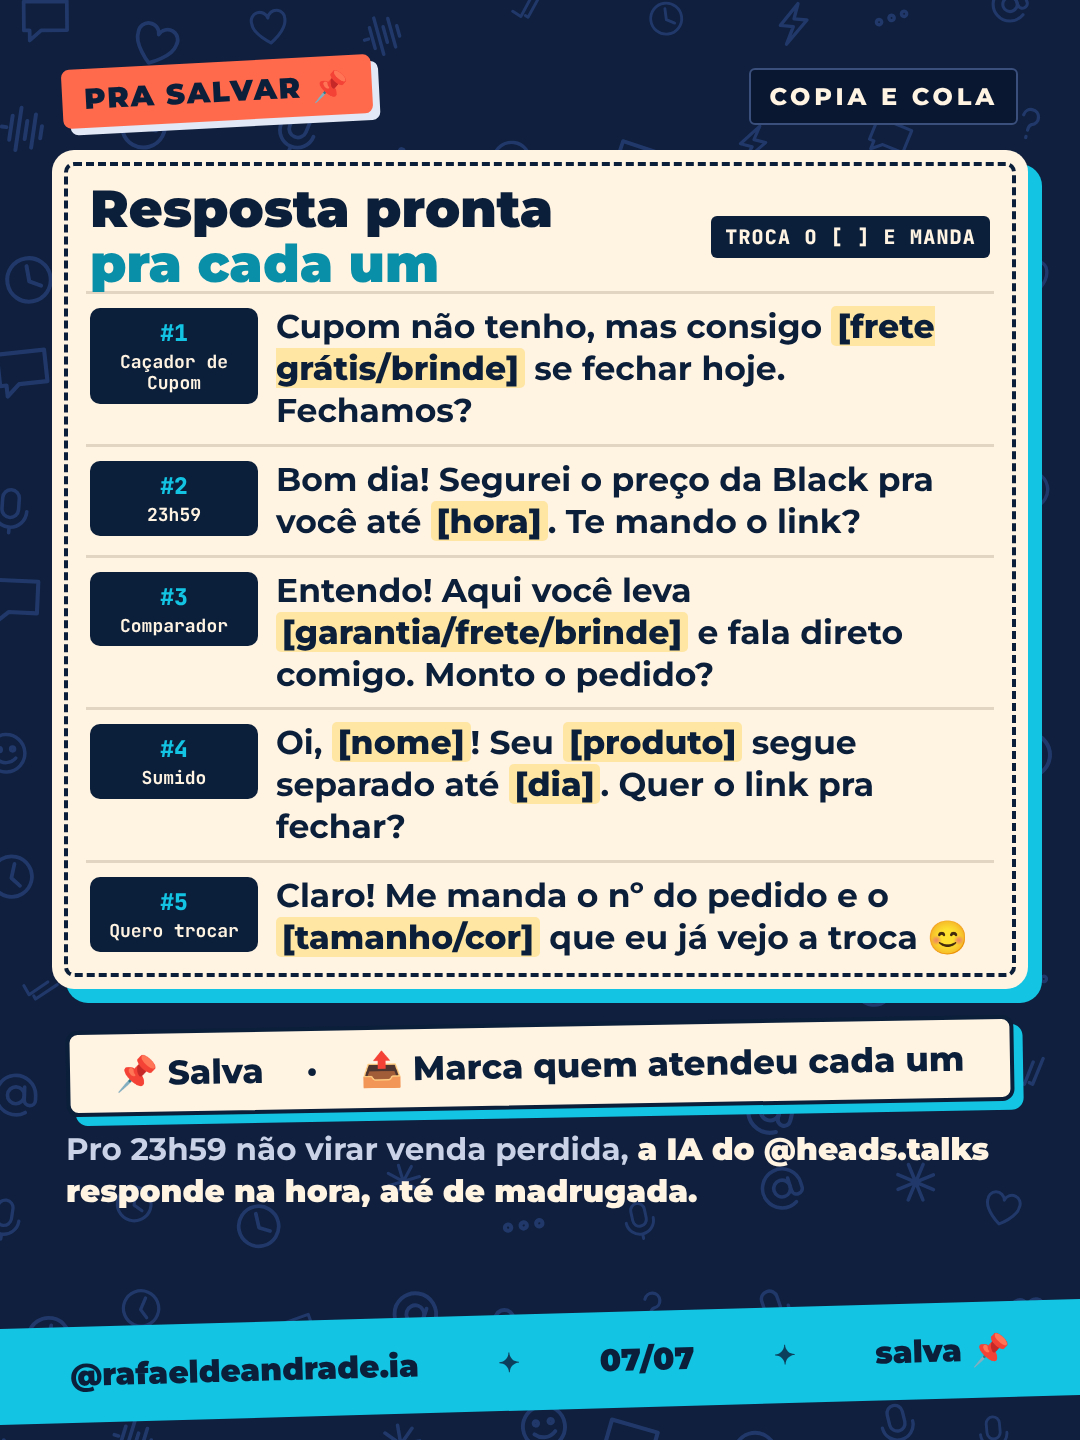 PRA SALVAR 📌
COPIA E COLA
Resposta pronta
pra cada um
TROCA O [ ] E MANDA
#1
Caçador de
Cupom
Cupom não tenho, mas consigo [frete
grátis/brinde] se fechar hoje.
Fechamos?
#2
23h59
Bom dia! Segurei o preço da Black pra
você até [hora]. Te mando o link?
#3
Comparador
Entendo! Aqui você leva
[garantia/frete/brinde] e fala direto
comigo. Monto o pedido?
#4
Sumido
Oi, [nome]! Seu [produto] segue
separado até [dia]. Quer o link pra
fechar?
#5
Quero trocar
Claro! Me manda o nº do pedido e o
[tamanho/cor] que eu já vejo a troca 😊
📌 Salva • 📤 Marca quem atendeu cada um
Pro 23h59 não virar venda perdida, a IA do @heads.talks
responde na hora, até de madrugada.
@rafaeldeandrade.ia ✦ 07/07 ✦ salva 📌